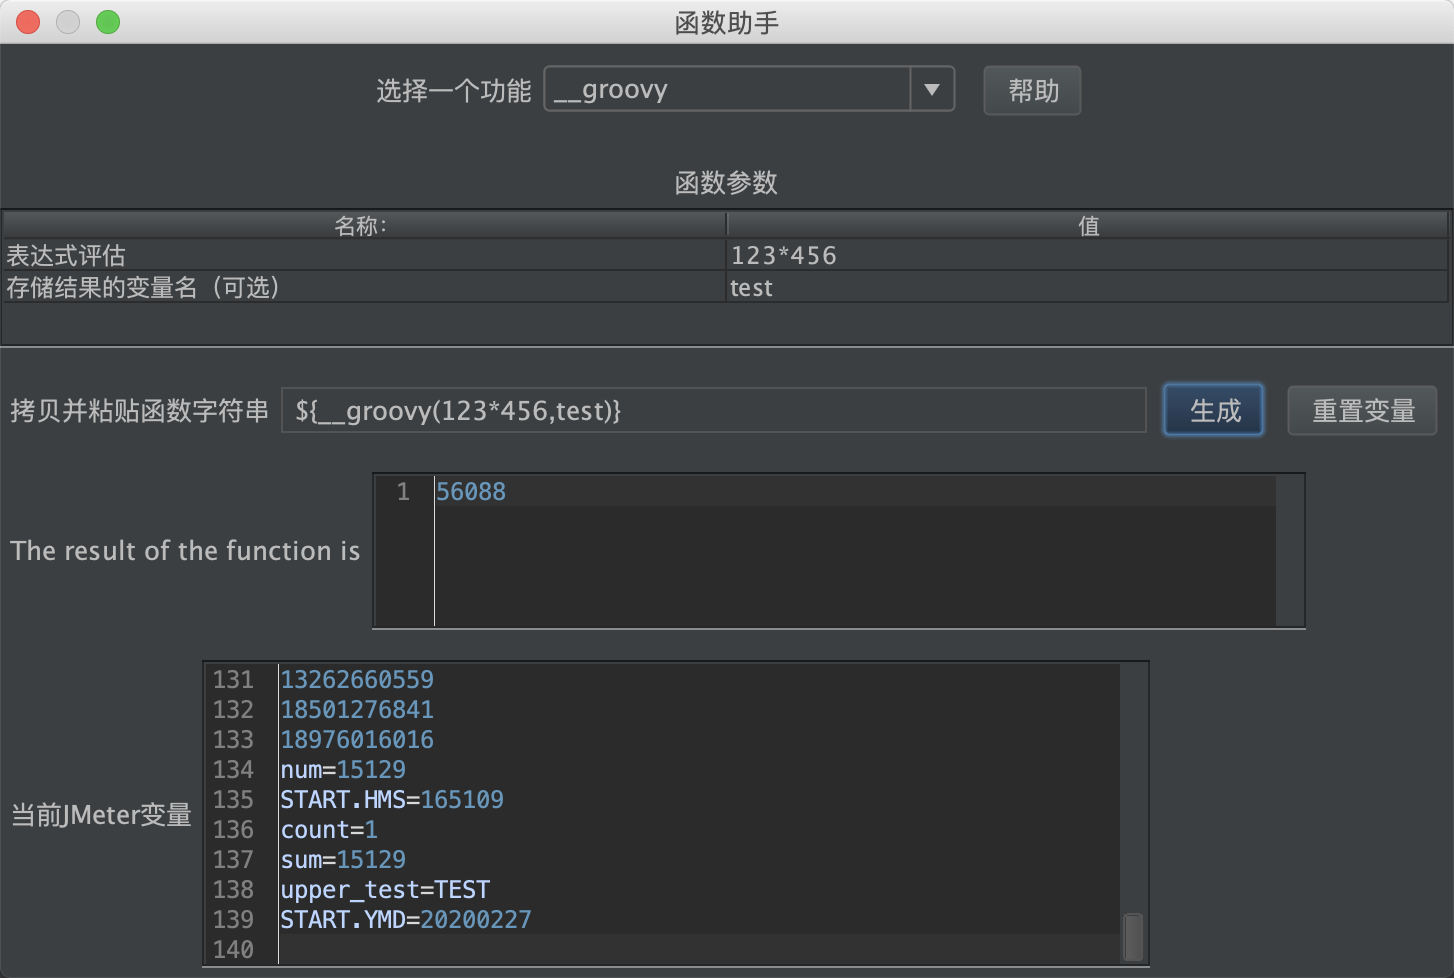 函数助手
选择一个功能 __groovy 帮助
函数参数
名称: 值
表达式评估 123*456
存储结果的变量名（可选） test
拷贝并粘贴函数字符串 ${__groovy(123*456,test)} 生成 重置变量
1 56088
The result of the function is
131 13262660559
132 18501276841
133 18976016016
134 num=15129
135 START.HMS=165109
当前JMeter变量
136 count=1
137 sum=15129
138 upper_test=TEST
139 START.YMD=20200227
140